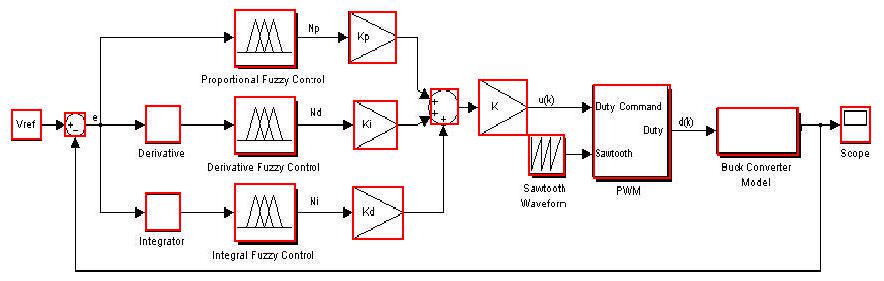 Np
Kp
Proportional Fuzzy Control
Vref
+
−
e
Derivative
Nd
Ki
Derivative Fuzzy Control
+
+
+
K
u(k)
Sawtooth
Waveform
Duty Command
Duty
Sawtooth
PWM
d(k)
Buck Converter
Model
Scope
Integrator
Ni
Kd
Integral Fuzzy Control